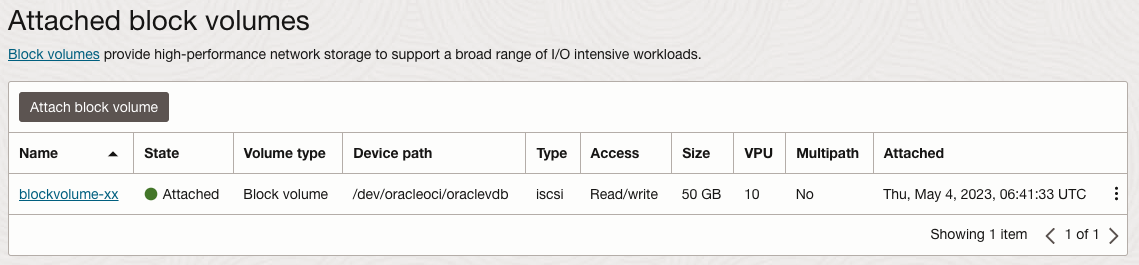 Attached block volumes
Block volumes provide high-performance network storage to support a broad range of I/O intensive workloads.
Attach block volume
Name State Volume type Device path Type Access Size VPU Multipath Attached
blockvolume-xx Attached Block volume /dev/oracleoci/oraclevdb iscsi Read/write 50 GB 10 No Thu, May 4, 2023, 06:41:33 UTC
Showing 1 item 1 of 1